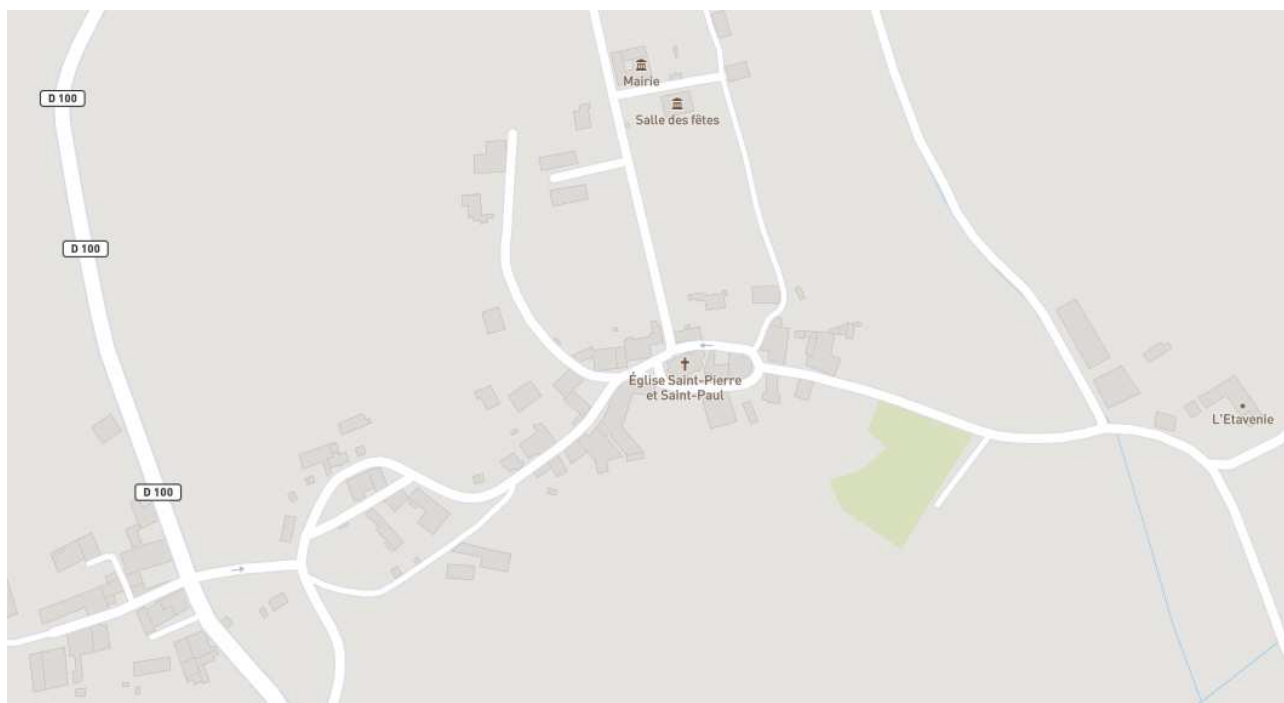 Mairie
D 100
Salle des fêtes
D 100
Église Saint-Pierre
et Saint-Paul
L'Etavenie
D 100